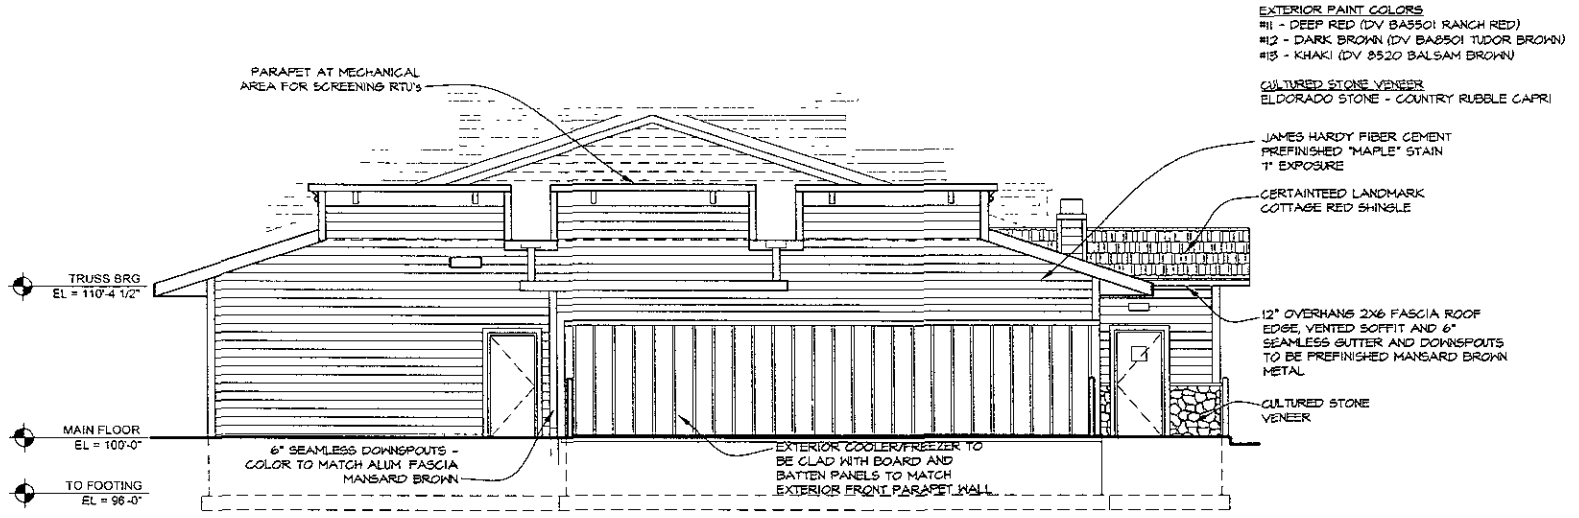 EXTERIOR PAINT COLORS
#11 - DEEP RED (DV BA5501 RANCH RED)
#12 - DARK BROWN (DV BA8501 TUDOR BROWN)
#13 - KHAKI (DV 8520 BALSAM BROWN)
CULTURED STONE VENEER
ELDORADO STONE - COUNTRY RUBBLE CAPRI
PARAPET AT MECHANICAL
AREA FOR SCREENING RTU's
JAMES HARDY FIBER CEMENT
PREFINISHED "MAPLE" STAIN
7" EXPOSURE
CERTAINTEED LANDMARK
COTTAGE RED SHINGLE
TRUSS BRG
EL = 110'-4 1/2"
12" OVERHANG 2X6 FASCIA ROOF
EDGE, VENTED SOFFIT AND 6"
SEAMLESS GUTTER AND DOWNSPOUTS
TO BE PREFINISHED MANSARD BROWN
METAL
CULTURED STONE
VENEER
MAIN FLOOR
EL = 100'-0"
6" SEAMLESS DOWNSPOUTS -
COLOR TO MATCH ALUM FASCIA
MANSARD BROWN
EXTERIOR COOLER/FREEZER TO
BE CLAD WITH BOARD AND
BATTEN PANELS TO MATCH
EXTERIOR FRONT PARAPET WALL
TO FOOTING
EL = 96'-0"